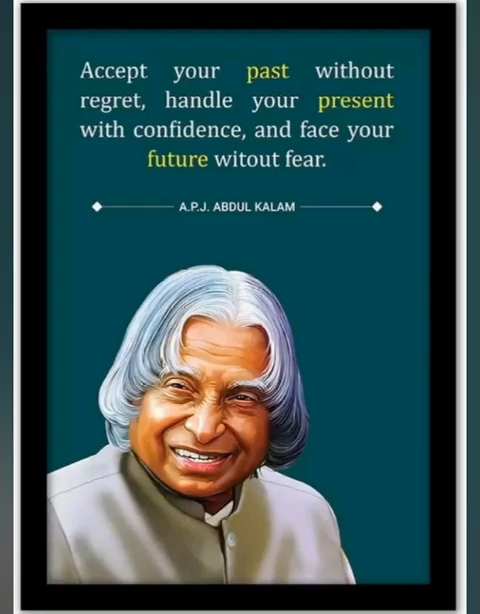 Accept your past without
regret, handle your present
with confidence, and face your
future witout fear.
A.P.J. ABDUL KALAM